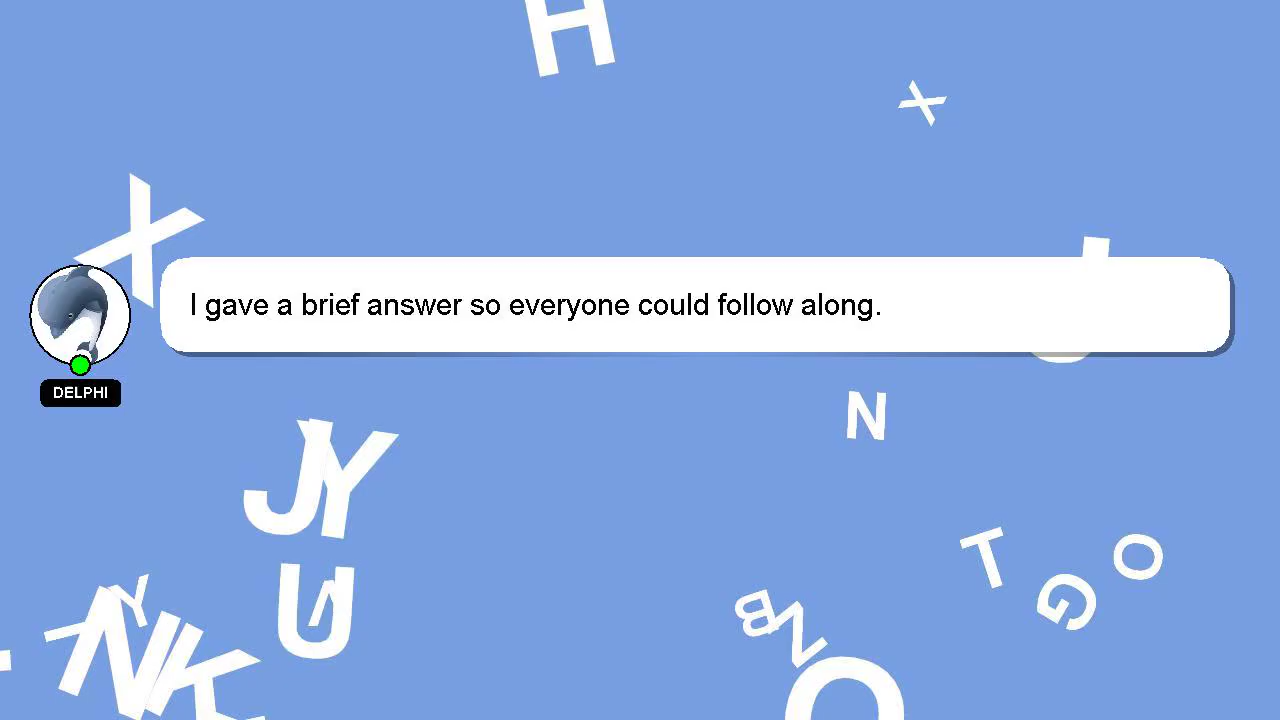 H
X
X
I gave a brief answer so everyone could follow along.
DELPHI
N
J
Y
T
O
U
G
Y
B
N
N
K
O